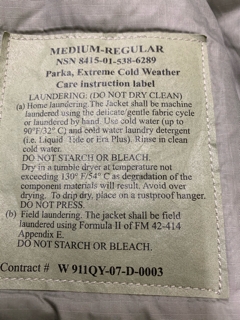 MEDIUM-REGULAR
NSN 8415-01-538-6289
Parka, Extreme Cold Weather
Care instruction label
LAUNDERING: (DO NOT DRY CLEAN)
(a) Home laundering. The Jacket shall be machine
laundered using the delicate/gentle fabric cycle
or laundered by hand. Use cold water (up to
90°F/32° C) and cold water laundry detergent
(i.e. Liquid Tide or Era Plus). Rinse in clean
cold water.
DO NOT STARCH OR BLEACH.
Dry in a tumble dryer at temperature not
exceeding 130° F/54° C as degradation of the
component materials will result. Avoid over
drying. To drip dry, place on a rustproof hanger.
DO NOT PRESS.
(b) Field laundering. The jacket shall be field
laundered using Formula II of FM 42-414
Appendix E.
DO NOT STARCH OR BLEACH.
Contract # W 911QY-07-D-0003